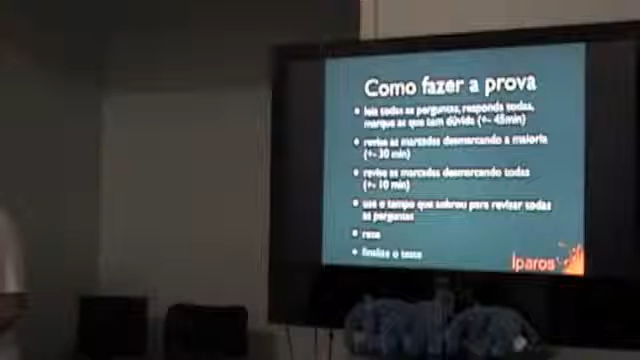 Como fazer a prova
leia todas as perguntas, responda todas,
marque as que tem dúvida (+- 45min)
revise as marcadas desmarcando a maioria
(+- 30 min)
revise as marcadas desmarcando todas
(+- 10 min)
use o tempo que sobrou para revisar todas
as perguntas
reze
finalize o teste
iparos